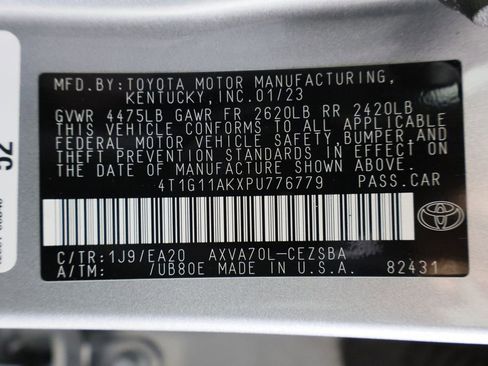 MFD.BY:TOYOTA MOTOR MANUFACTURING,
KENTUCKY,INC.01/23
GVWR 4475LB GAWR FR 2620LB RR 2420LB
THIS VEHICLE CONFORMS TO ALL APPLICABLE
FEDERAL MOTOR VEHICLE SAFETY,BUMPER,AND
THEFT PREVENTION STANDARDS IN EFFECT ON
THE DATE OF MANUFACTURE SHOWN ABOVE.
4T1G11AKXPU776779 PASS.CAR
C/TR:1J9/EA20 AXVA70L-CEZSBA
A/TM: /UB80E MADE IN U.S.A. 82431
52